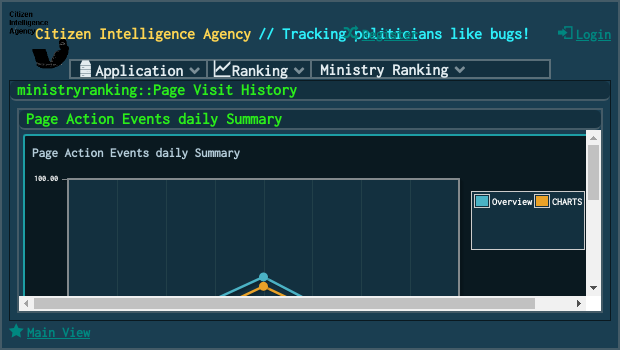 Citizen
Intelligence
Agency
Citizen Intelligence Agency // Tracking politicians like bugs!
Register
Login
Application
Ranking
Ministry Ranking
ministryranking::Page Visit History
Page Action Events daily Summary
Page Action Events daily Summary
100.00
Overview
CHARTS
Main View